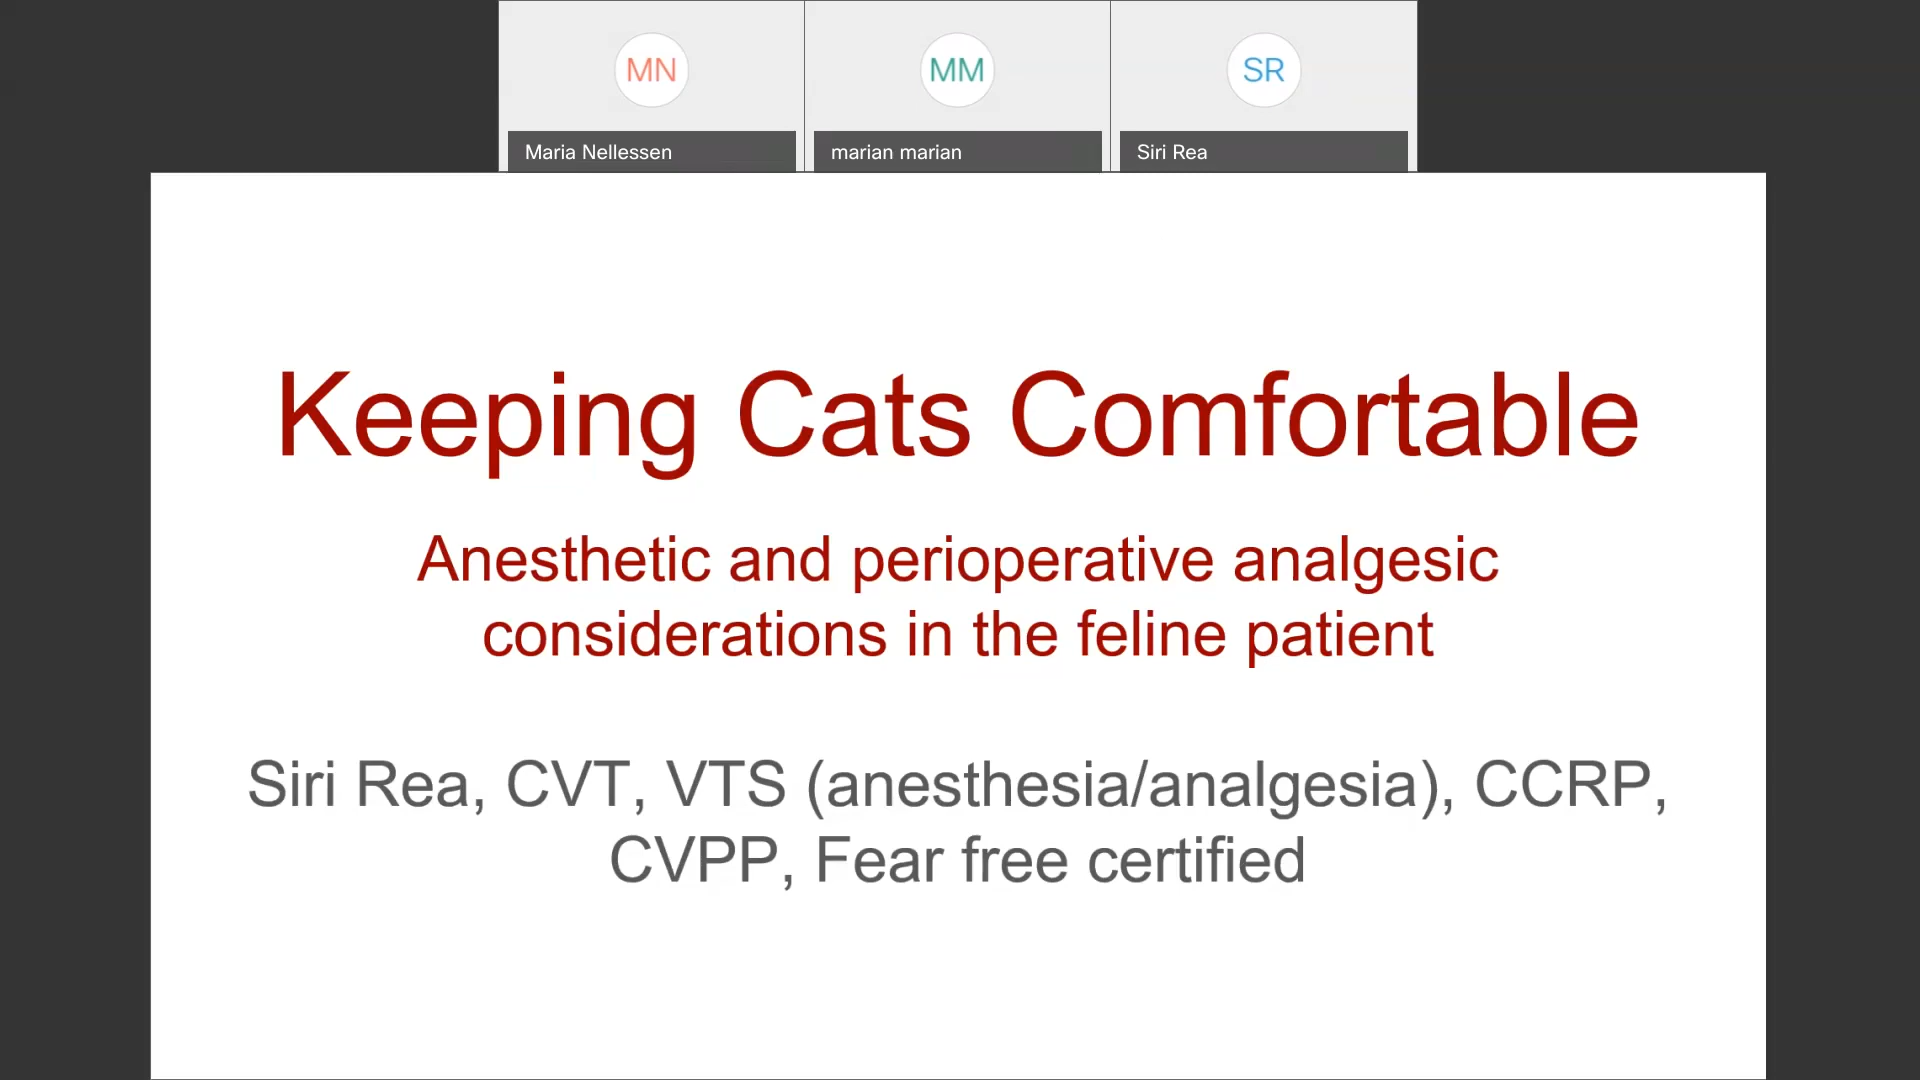 MN
MM
SR
Maria Nellessen
marian marian
Siri Rea
Keeping Cats Comfortable
Anesthetic and perioperative analgesic
considerations in the feline patient
Siri Rea, CVT, VTS (anesthesia/analgesia), CCRP,
CVPP, Fear free certified